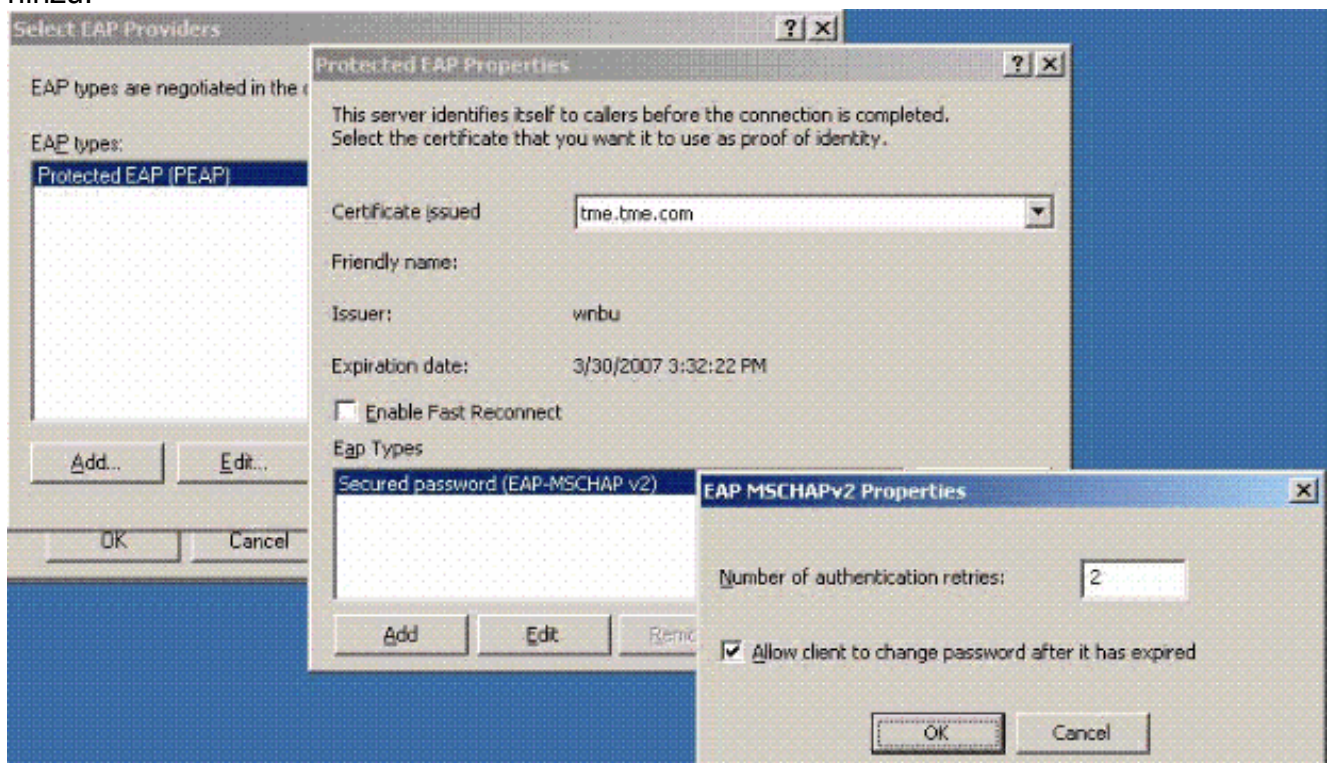 hinzu.
Select EAP Providers
EAP types are negotiated in the
EAP types:
Protected EAP (PEAP)
Add...
Edit...
OK
Cancel
Protected EAP Properties
This server identifies itself to callers before the connection is completed.
Select the certificate that you want it to use as proof of identity.
Certificate issued
tme.tme.com
Friendly name:
Issuer:
wnbu
Expiration date:
3/30/2007 3:32:22 PM
Enable Fast Reconnect
Eap Types
Secured password (EAP-MSCHAP v2)
Add
Edit
EAP MSCHAPv2 Properties
Number of authentication retries:
2
Allow client to change password after it has expired
OK
Cancel